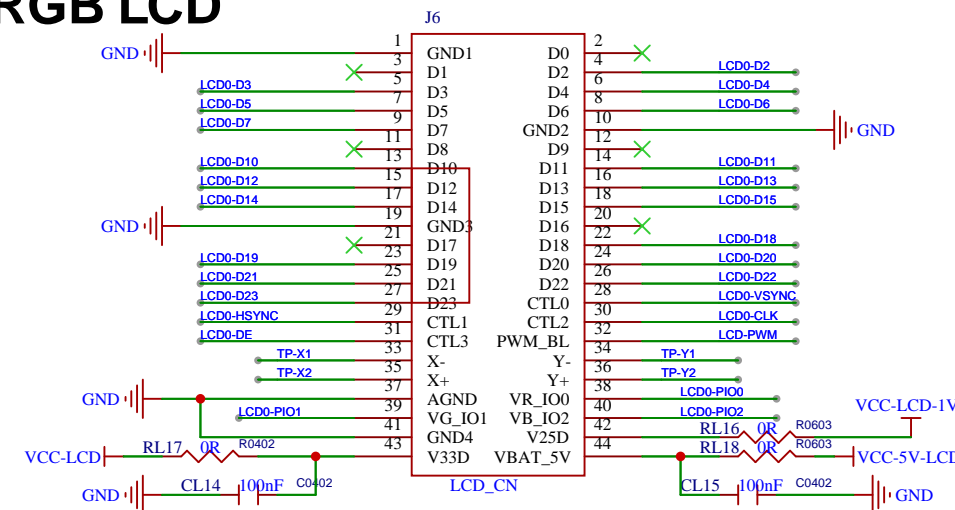 RGB LCD
J6
GND 1 GND1 D0 2
3 D1 D2 4 LCD0-D2
LCD0-D3 5 D3 D4 6 LCD0-D4
LCD0-D5 7 D5 D6 8 LCD0-D6
LCD0-D7 9 D7 GND2 10 GND
11 D8 D9 12
LCD0-D10 13 D10 D11 14 LCD0-D11
LCD0-D12 15 D12 D13 16 LCD0-D13
LCD0-D14 17 D14 D15 18 LCD0-D15
GND 19 GND3 D16 20
21 D17 D18 22 LCD0-D18
LCD0-D19 23 D19 D20 24 LCD0-D20
LCD0-D21 25 D21 D22 26 LCD0-D22
LCD0-D23 27 D23 CTL0 28 LCD0-VSYNC
LCD0-HSYNC 29 CTL1 CTL2 30 LCD0-CLK
LCD0-DE 31 CTL3 PWM_BL 32 LCD-PWM
TP-X1 33 X- Y- 34 TP-Y1
TP-X2 35 X+ Y+ 36 TP-Y2
GND 37 AGND VR_IO0 38 LCD0-PIO0
LCD0-PIO1 39 VG_IO1 VB_IO2 40 LCD0-PIO2 VCC-LCD-1V
41 GND4 V25D 42 RL16 0R R0603
VCC-LCD RL17 0R R0402 43 V33D VBAT_5V 44 RL18 0R R0603 VCC-5V-LCD
GND CL14 100nF C0402 LCD_CN CL15 100nF C0402 GND